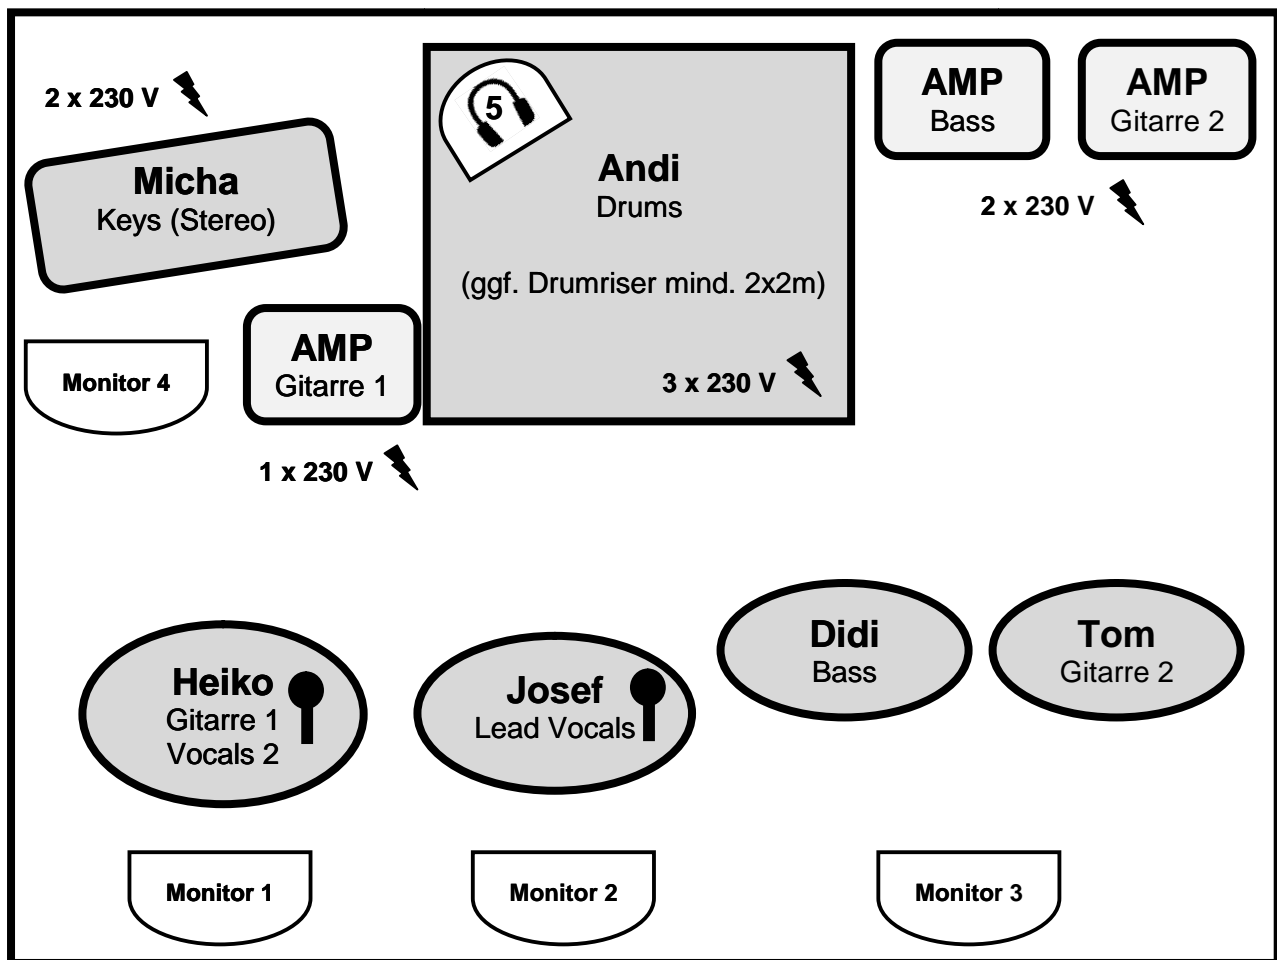 2 x 230 V
Micha
Keys (Stereo)
5
Andi
Drums
(ggf. Drumriser mind. 2x2m)
3 x 230 V
AMP
Bass
AMP
Gitarre 2
2 x 230 V
Monitor 4
AMP
Gitarre 1
1 x 230 V
Heiko
Gitarre 1
Vocals 2
Josef
Lead Vocals
Didi
Bass
Tom
Gitarre 2
Monitor 1
Monitor 2
Monitor 3